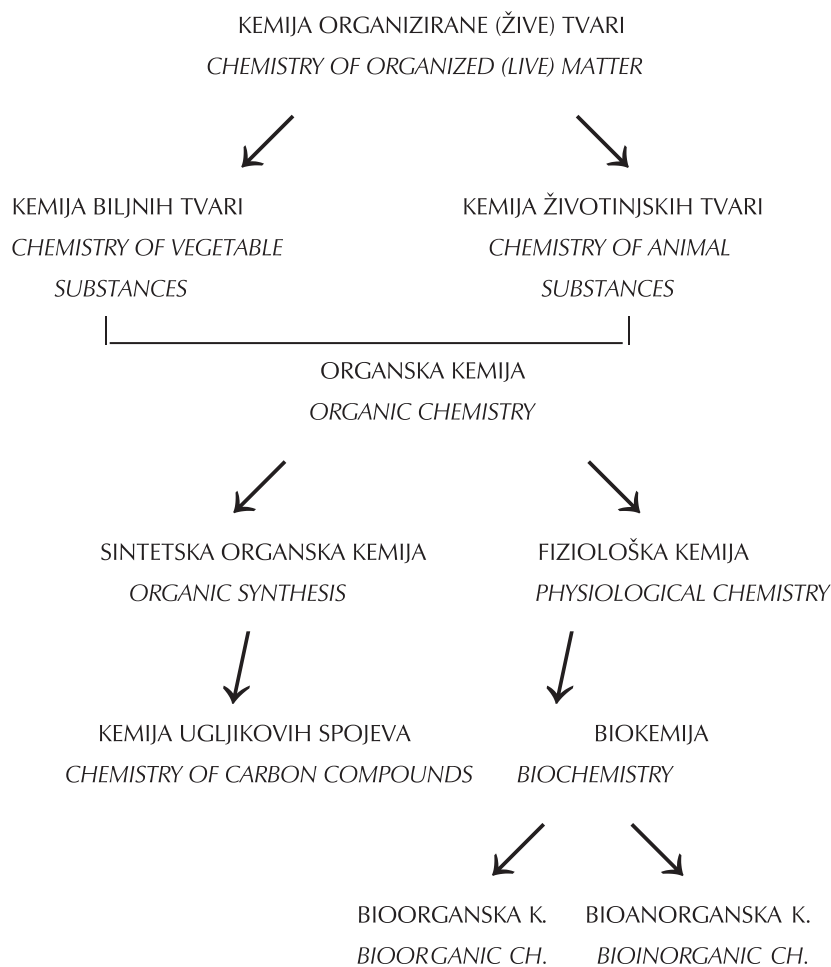 KEMIJA ORGANIZIRANE (ŽIVE) TVARI
CHEMISTRY OF ORGANIZED (LIVE) MATTER
KEMIJA BILJNIH TVARI
CHEMISTRY OF VEGETABLE
SUBSTANCES
KEMIJA ŽIVOTINJSKIH TVARI
CHEMISTRY OF ANIMAL
SUBSTANCES
ORGANSKA KEMIJA
ORGANIC CHEMISTRY
SINTETSKA ORGANSKA KEMIJA
ORGANIC SYNTHESIS
FIZIOLOŠKA KEMIJA
PHYSIOLOGICAL CHEMISTRY
KEMIJA UGLJIKOVIH SPOJEVA
CHEMISTRY OF CARBON COMPOUNDS
BIOKEMIJA
BIOCHEMISTRY
BIOORGANSKA K.
BIOORGANIC CH.
BIOANORGANSKA K.
BIOINORGANIC CH.